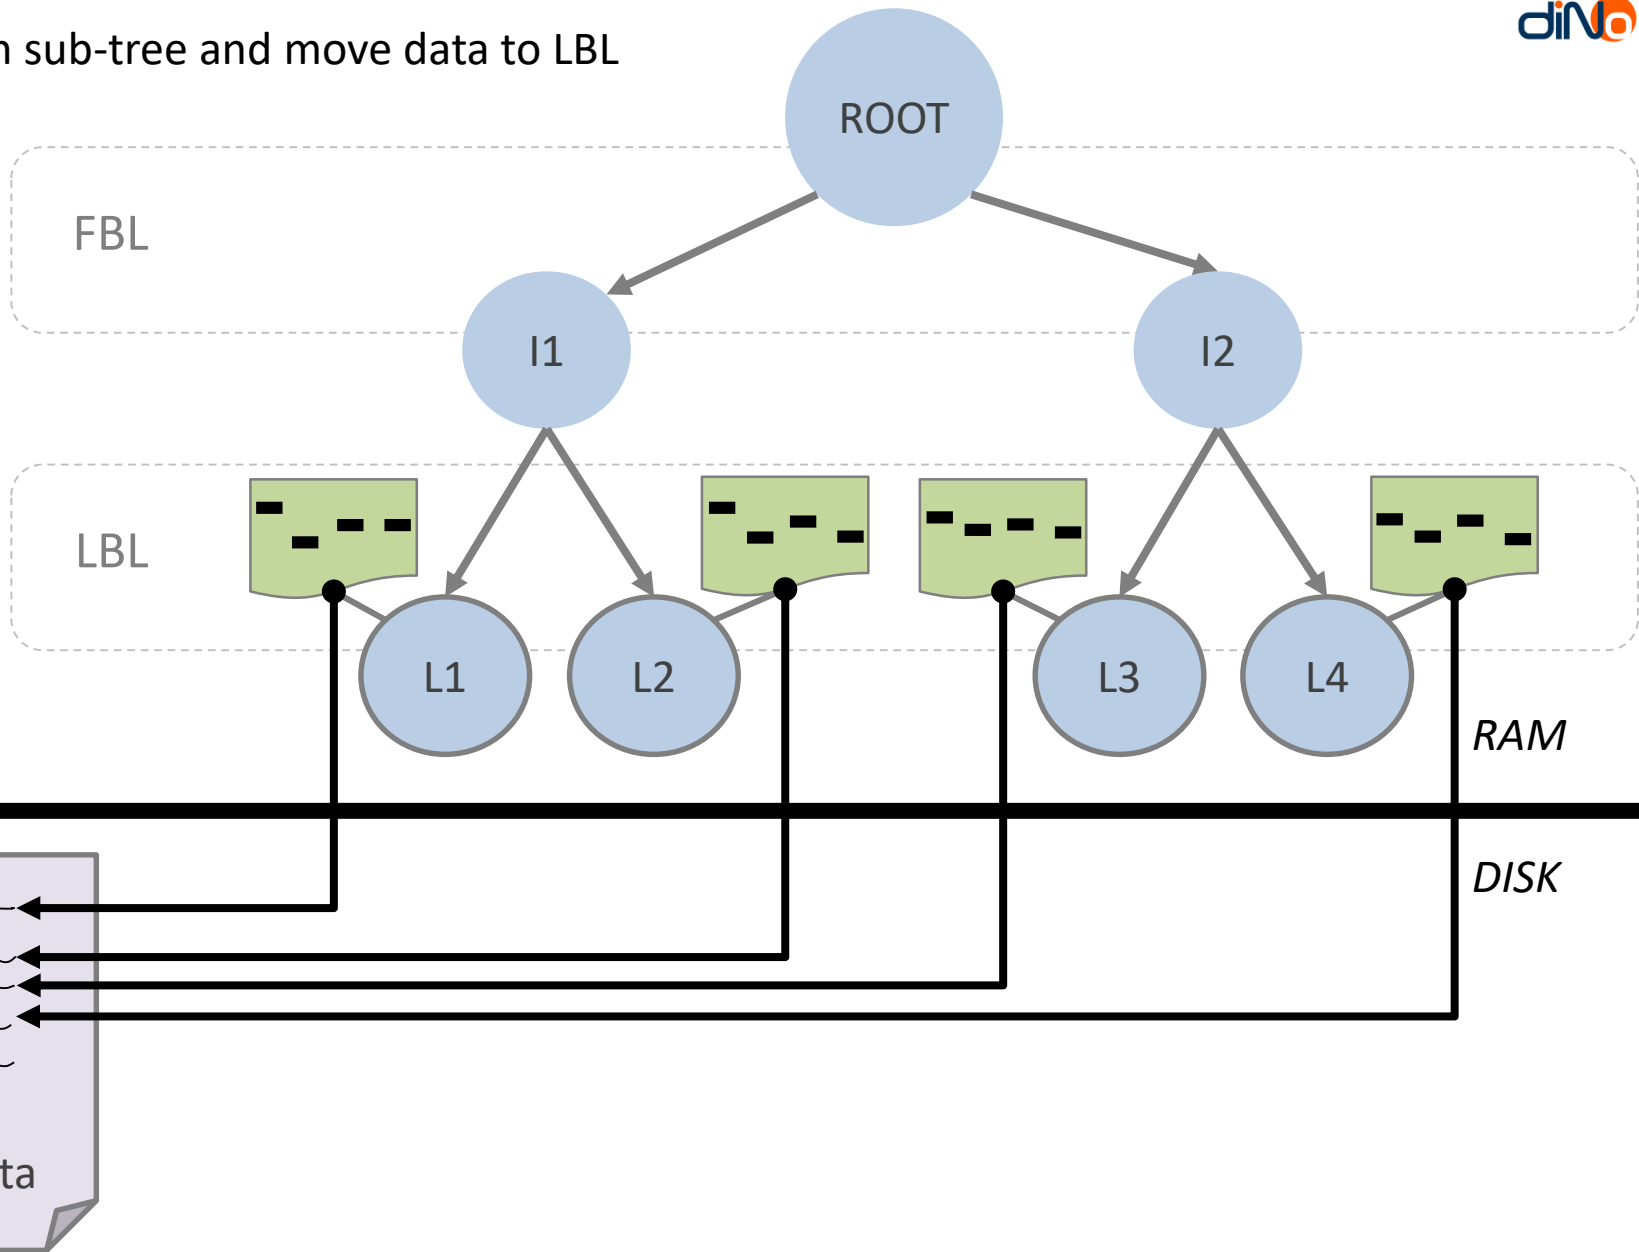 sub-tree and move data to LBL
diNo
ROOT
FBL
I1
I2
LBL
L1
L2
L3
L4
RAM
DISK